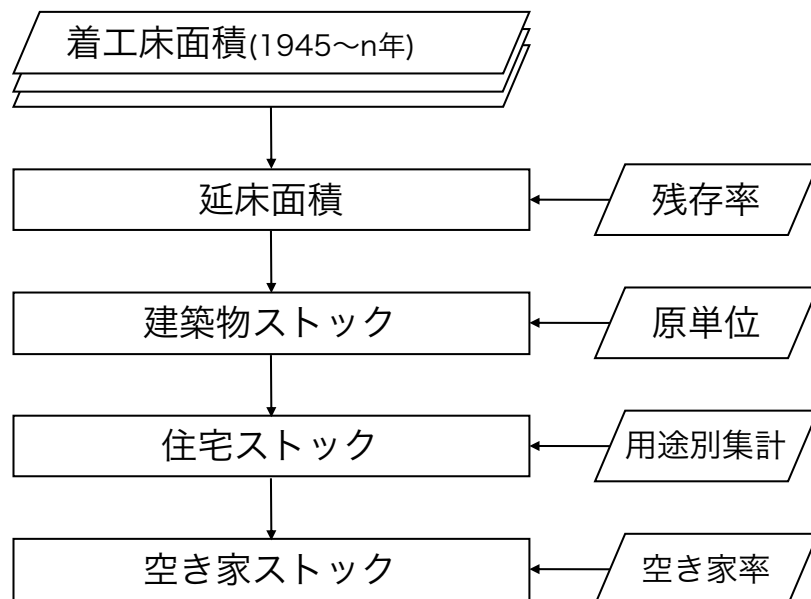 着工床面積(1945〜n年)
延床面積
残存率
建築物ストック
原単位
住宅ストック
用途別集計
空き家ストック
空き家率